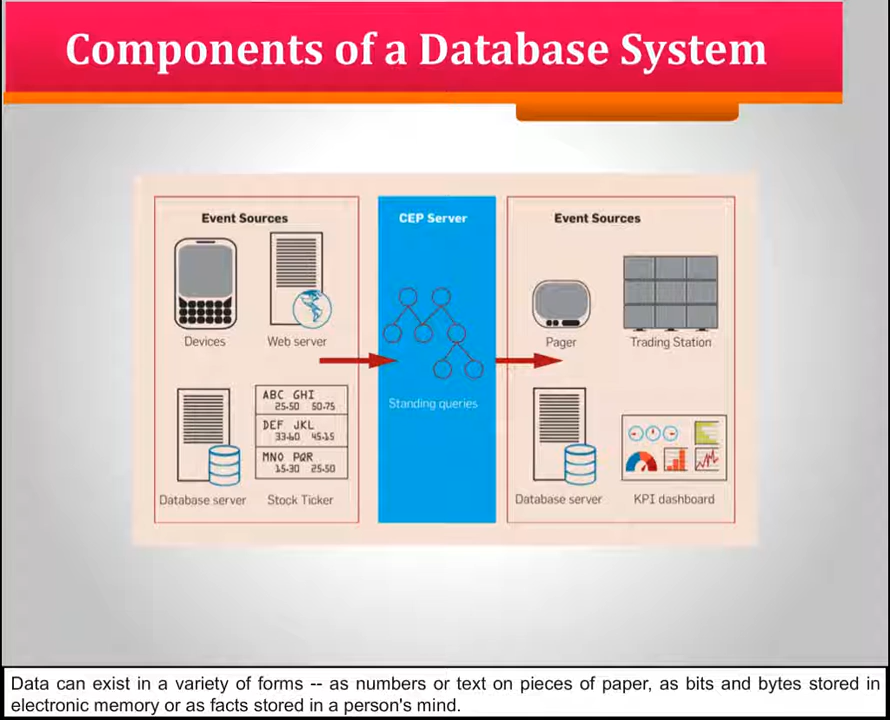 Components of a Database System
Event Sources
Devices
Web server
Database server
ABC GHI
25-50 50-75
DEF JKL
33-60 45-15
MNO PQR
15-30 25-50
Stock Ticker
CEP Server
Standing queries
Event Sources
Pager
Trading Station
Database server
KPI dashboard
Data can exist in a variety of forms -- as numbers or text on pieces of paper, as bits and bytes stored in
electronic memory or as facts stored in a person's mind.